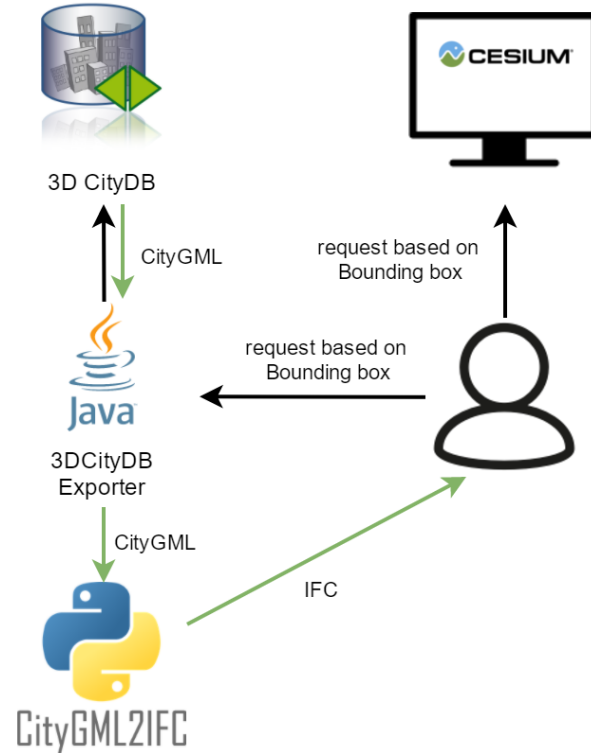 CESIUM
3D CityDB
CityGML
request based on
Bounding box
request based on
Bounding box
Java
3DCityDB
Exporter
CityGML
IFC
CityGML2IFC